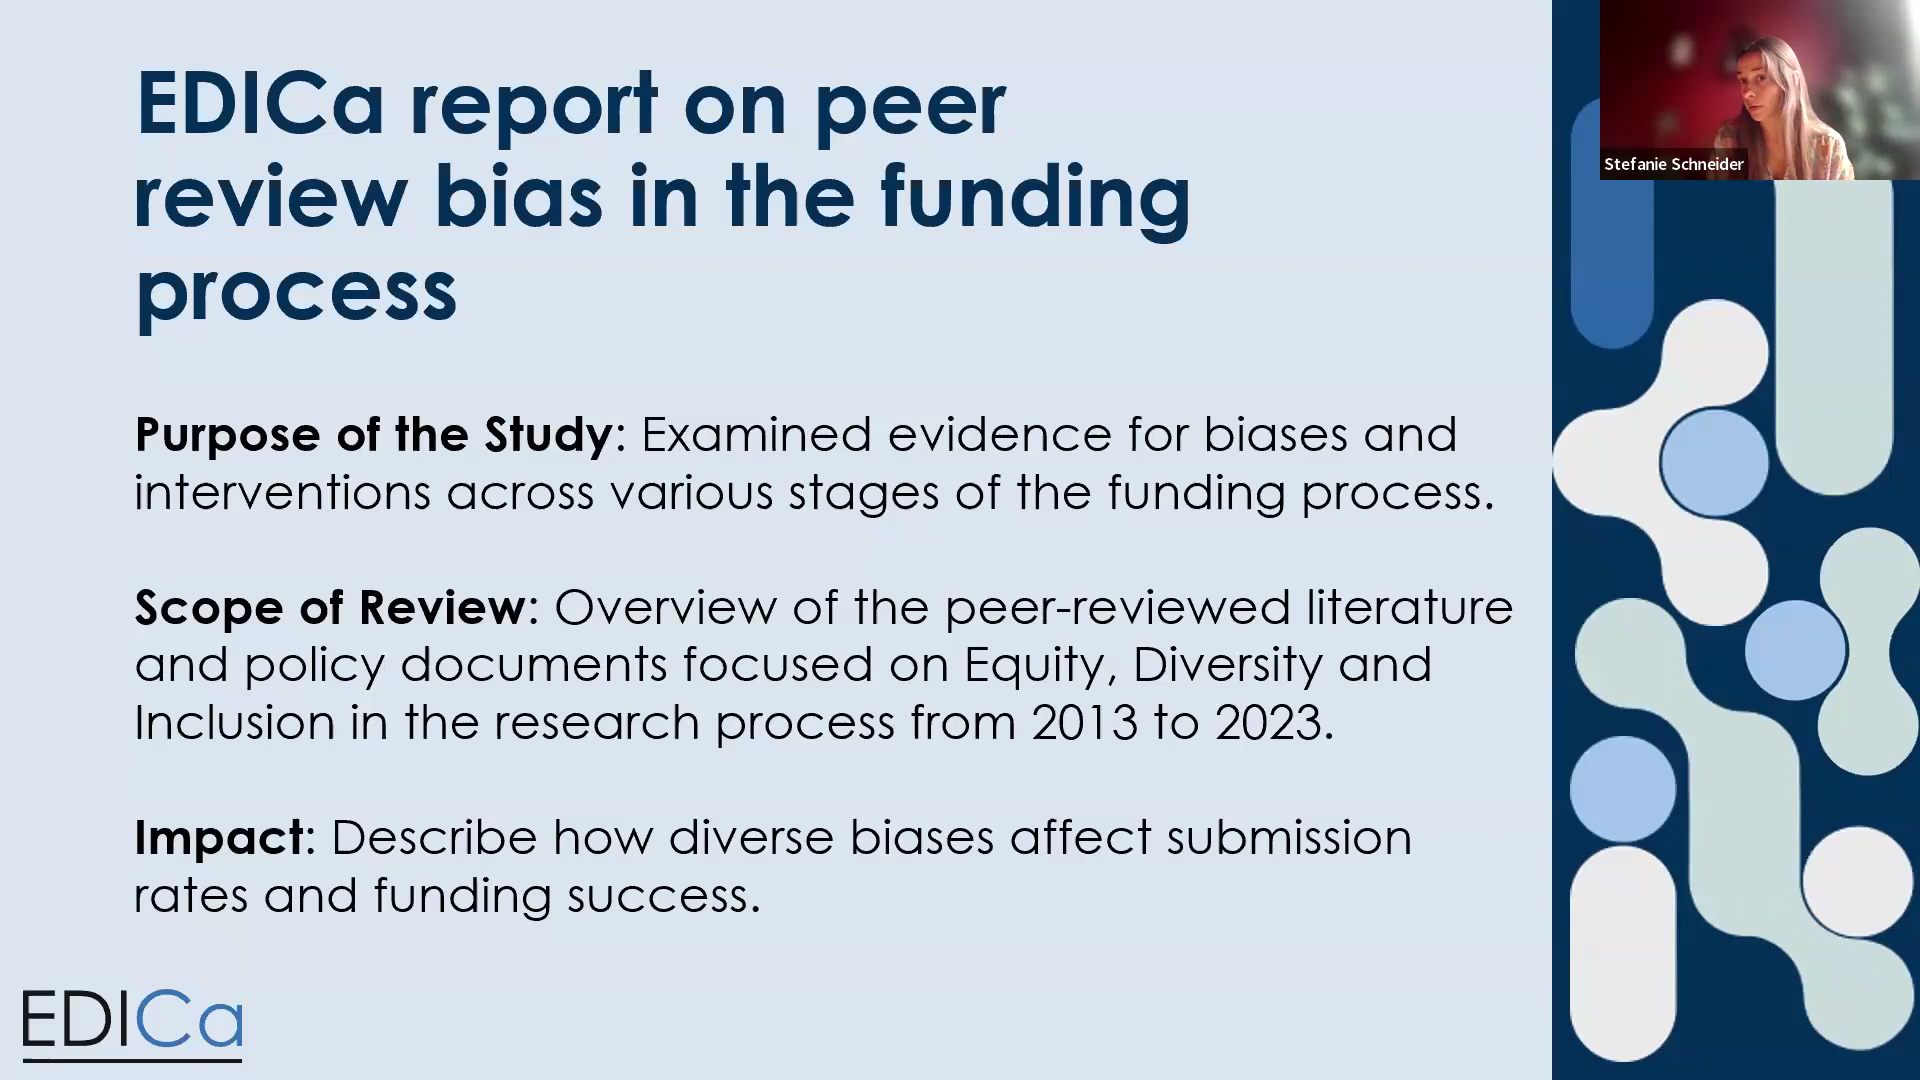 EDICa report on peer
review bias in the funding
process
Stefanie Schneider
Purpose of the Study: Examined evidence for biases and
interventions across various stages of the funding process.
Scope of Review: Overview of the peer-reviewed literature
and policy documents focused on Equity, Diversity and
Inclusion in the research process from 2013 to 2023.
Impact: Describe how diverse biases affect submission
rates and funding success.
EDICa